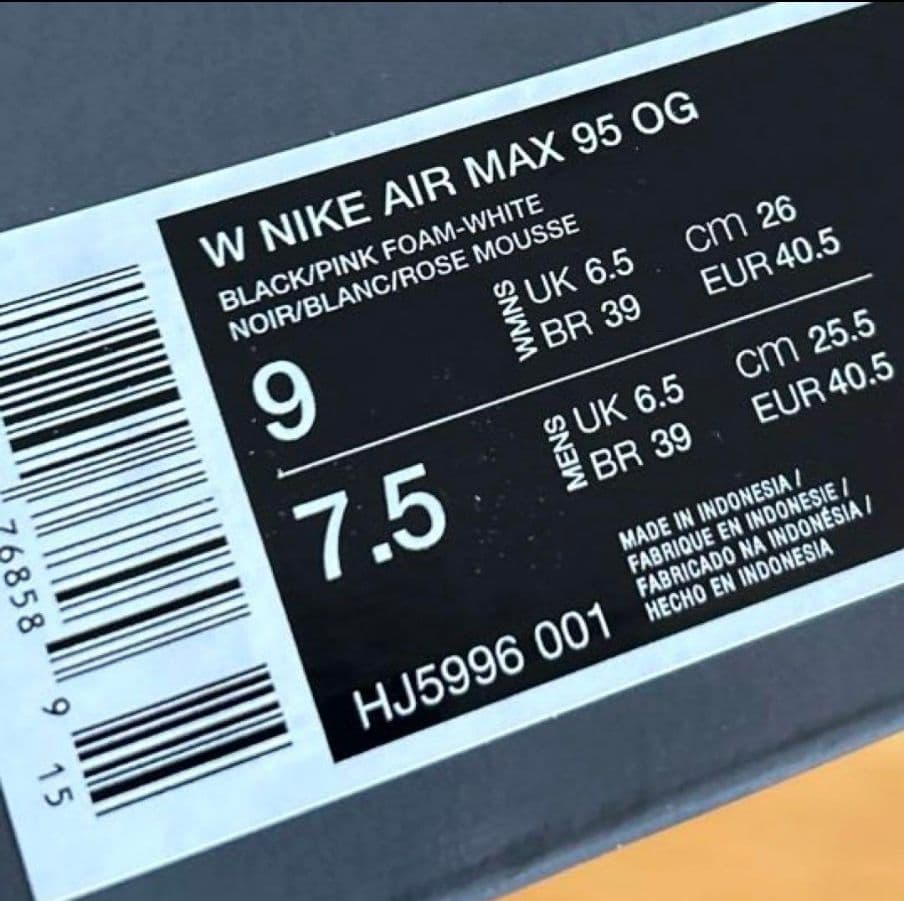 W NIKE AIR MAX 95 OG
BLACK/PINK FOAM-WHITE
NOIR/BLANC/ROSE MOUSSE
9
WMNS
UK 6.5
cm 26
BR 39
EUR 40.5
7.5
MENS
UK 6.5
cm 25.5
BR 39
EUR 40.5
HJ5996 001
MADE IN INDONESIA /
FABRIQUE EN INDONESIE /
FABRICADO NA INDONÉSIA /
HECHO EN INDONESIA
76858 9 15